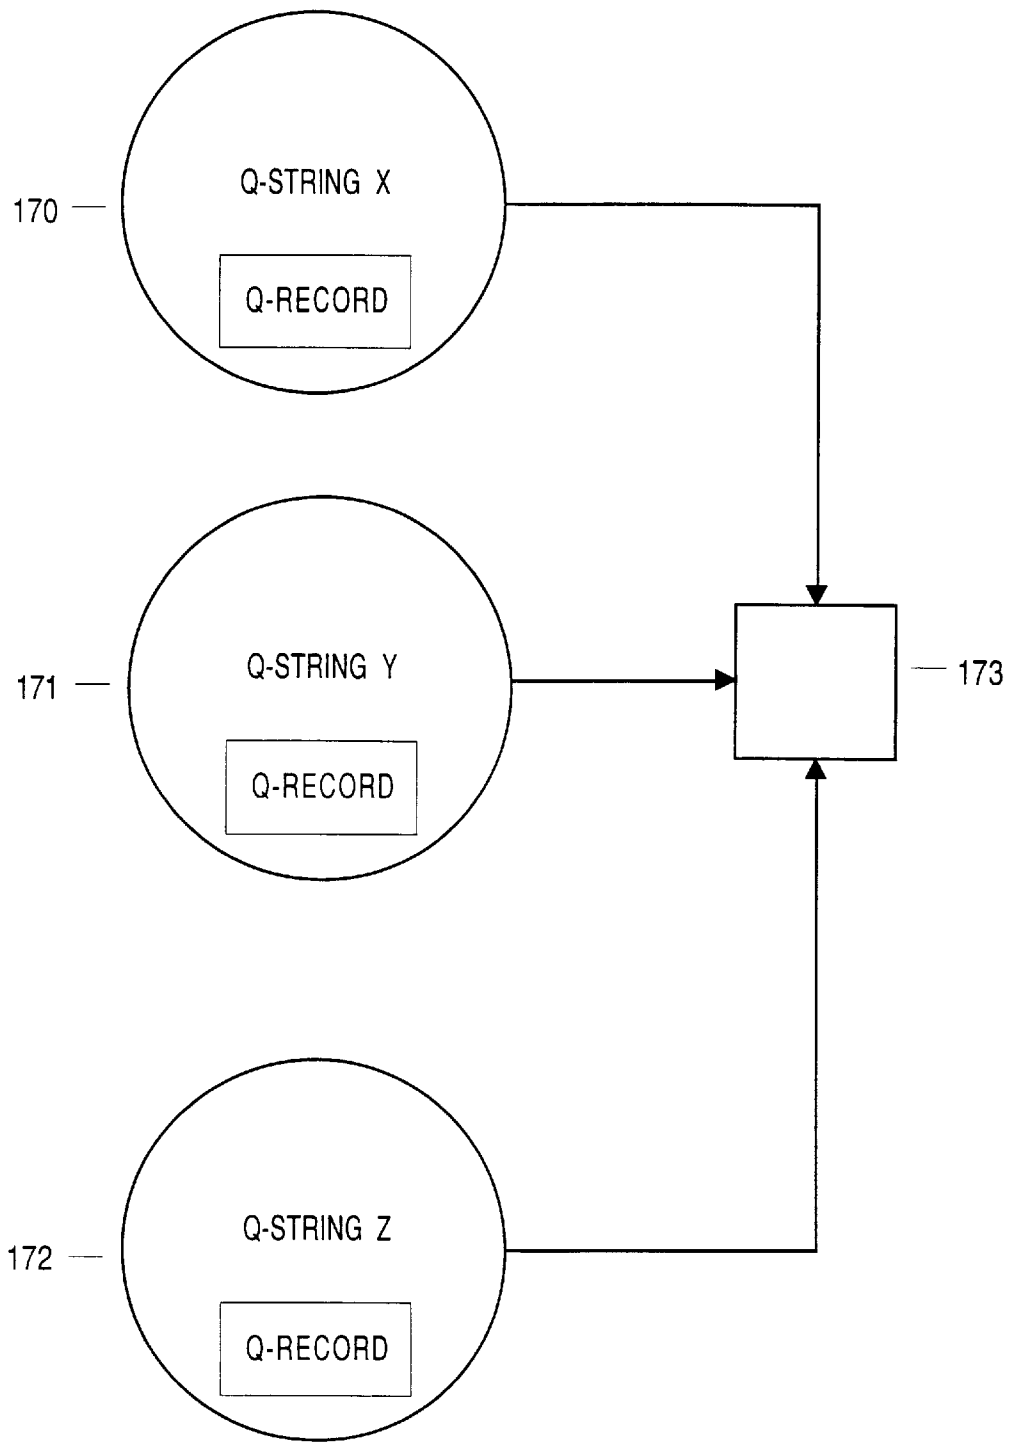 Q-STRING X
170
Q-RECORD
Q-STRING Y
171
173
Q-RECORD
Q-STRING Z
172
Q-RECORD